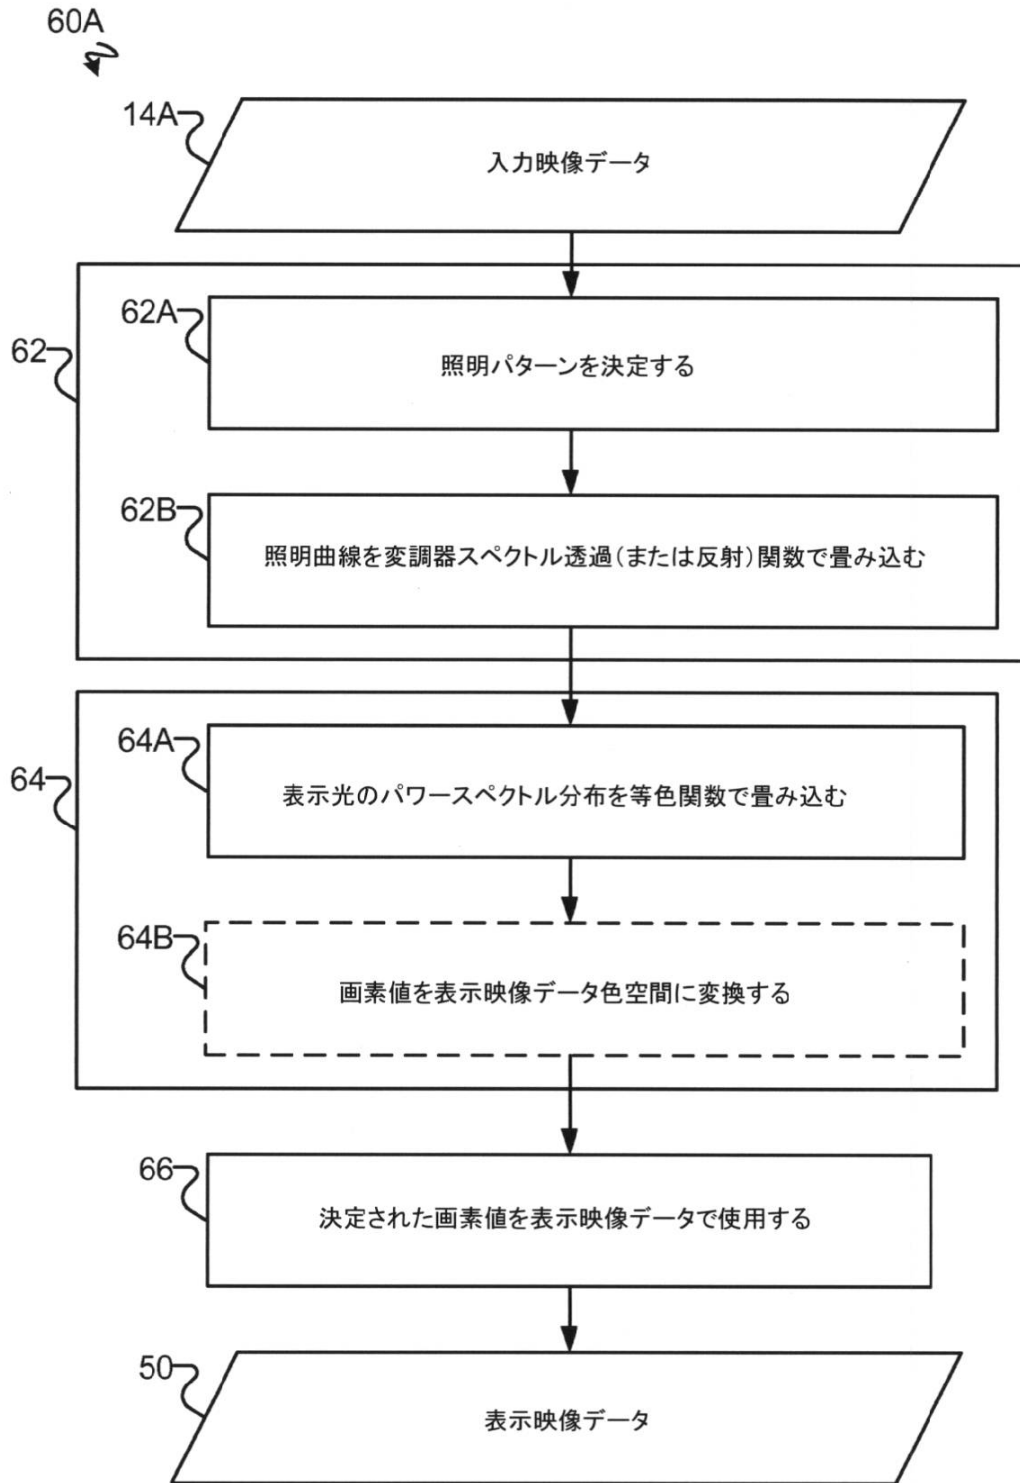 60A
14A
入力映像データ
62
62A
照明パターンを決定する
62B
照明曲線を変調器スペクトル透過(または反射)関数で畳み込む
64
64A
表示光のパワースペクトル分布を等色関数で畳み込む
64B
画素値を表示映像データ色空間に変換する
66
決定された画素値を表示映像データで使用する
50
表示映像データ